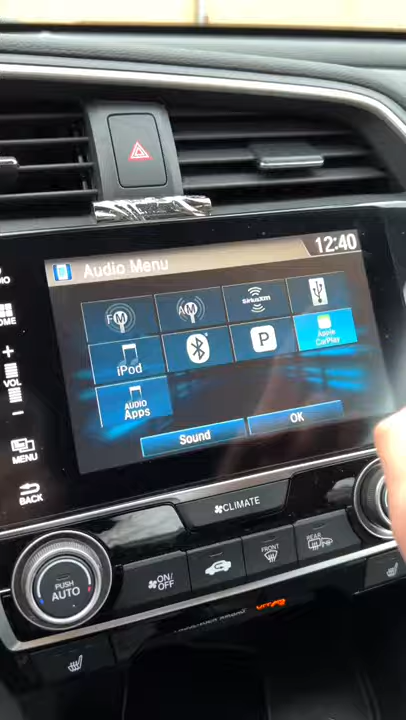 12:40
Audio Menu
FM
AM
SiriusXM
iPod
P
Apple
CarPlay
Audio
Apps
Sound
OK
HOME
+
VOL
-
MENU
BACK
CLIMATE
PUSH
AUTO
ON/
OFF
FRONT
REAR
OFF